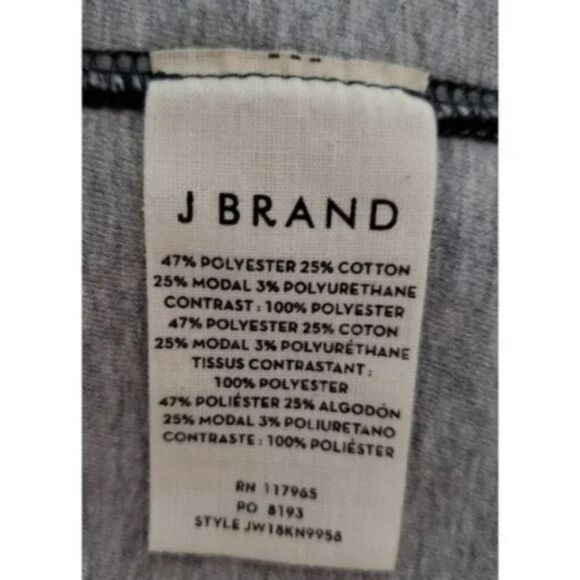 J BRAND
47% POLYESTER 25% COTTON
25% MODAL 3% POLYURETHANE
CONTRAST : 100% POLYESTER
47% POLYESTER 25% COTON
25% MODAL 3% POLYURÉTHANE
TISSUS CONTRASTANT :
100% POLYESTER
47% POLIÉSTER 25% ALGODÓN
25% MODAL 3% POLIURETANO
CONTRASTE : 100% POLIÉSTER
RN 117965
PO 8193
STYLE JW18KN9958